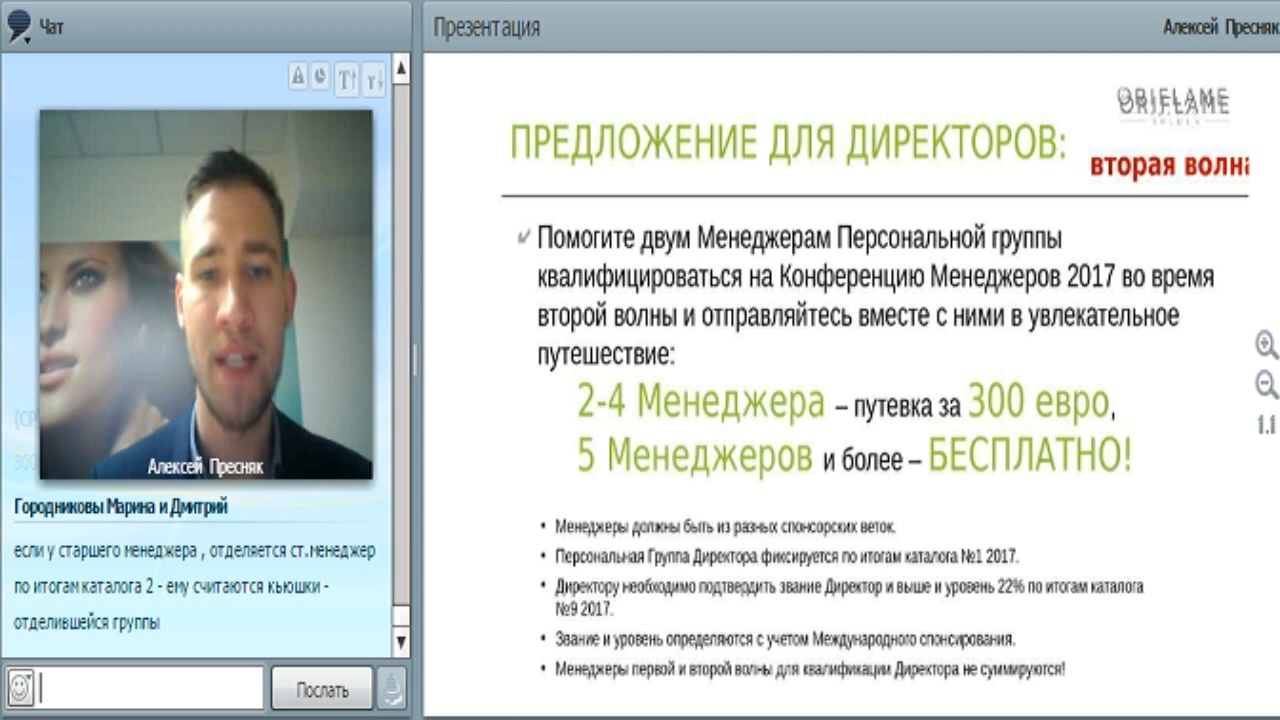 Чат
Алексей Пресняк
Городниковы Марина и Дмитрий
если у старшего менеджера , отделяется ст.менеджер
по итогам каталога 2 - ему считаются кьюшки -
отделившейся группы
Послать
Презентация
Алексей Пресняк
ORIFLAME
SWEDEN
ПРЕДЛОЖЕНИЕ ДЛЯ ДИРЕКТОРОВ:
вторая волна
Помогите двум Менеджерам Персональной группы
квалифицироваться на Конференцию Менеджеров 2017 во время
второй волны и отправляйтесь вместе с ними в увлекательное
путешествие:
2-4 Менеджера – путевка за 300 евро,
5 Менеджеров и более – БЕСПЛАТНО!
• Менеджеры должны быть из разных спонсорских веток.
• Персональная Группа Директора фиксируется по итогам каталога №1 2017.
• Директору необходимо подтвердить звание Директор и выше и уровень 22% по итогам каталога
№9 2017.
• Звание и уровень определяются с учетом Международного спонсирования.
• Менеджеры первой и второй волны для квалификации Директора не суммируются!
1:1